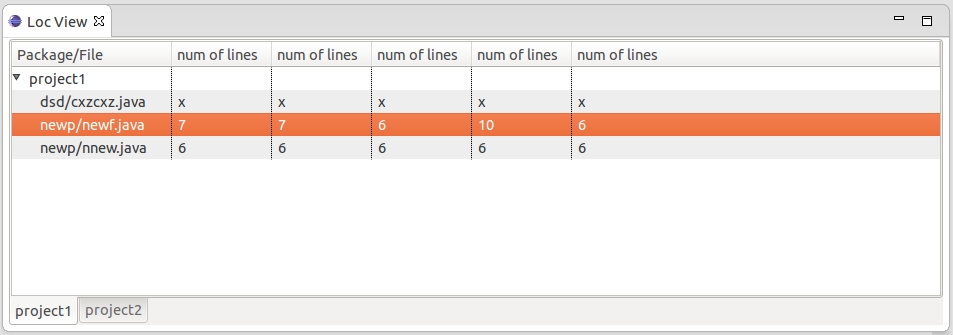 Loc View
Package/File num of lines num of lines num of lines num of lines num of lines
project1
dsd/cxzcxz.java x x x x x
newp/newf.java 7 7 6 10 6
newp/nnew.java 6 6 6 6 6
project1 project2